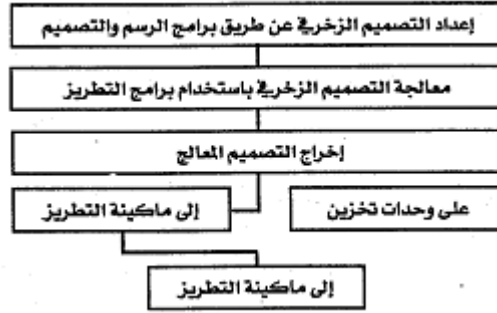 إعداد التصميم الزخرفي عن طريق برامج الرسم والتصميم
معالجة التصميم الزخرفي باستخدام برامج التطريز
إخراج التصميم المعالج
على وحدات تخزين
إلى ماكينة التطريز
إلى ماكينة التطريز